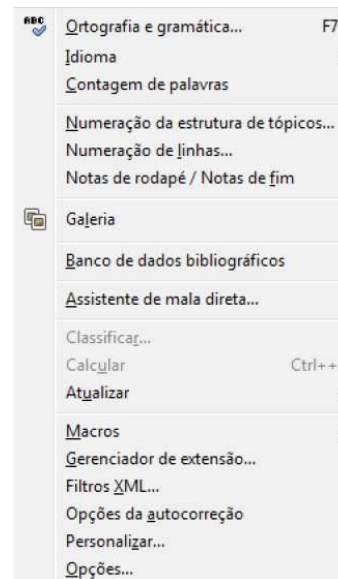 ABC Ortografia e gramática... F7
Idioma
Contagem de palavras
Numeração da estrutura de tópicos...
Numeração de linhas...
Notas de rodapé / Notas de fim
Galeria
Banco de dados bibliográficos
Assistente de mala direta...
Classificar...
Calcular Ctrl++
Atualizar
Macros
Gerenciador de extensão...
Filtros XML...
Opções da autocorreção
Personalizar...
Opções...